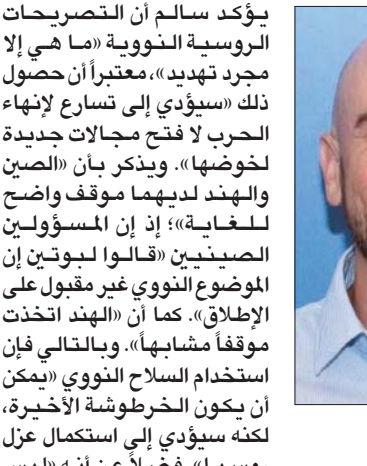 يؤكد سالم أن التصريحات
الروسية النووية «ما هي إلا
مجرد تهديد»، معتبراً أن حصول
ذلك «سيؤدي إلى تسارع لإنهاء
الحرب لا فتح مجالات جديدة
لخوضها». ويذكر بأن «الصين
والهند لديهما موقف واضح
للغاية»؛ إذ إن المسؤولين
الصينيين «قالوا لبوتين إن
الموضوع النووي غير مقبول على
الإطلاق». كما أن «الهند اتخذت
موقفاً مشابهاً». وبالتالي فإن
استخدام السلاح النووي «يمكن
أن يكون الخرطوشة الأخيرة،
لكنه سيؤدي إلى استكمال عزل